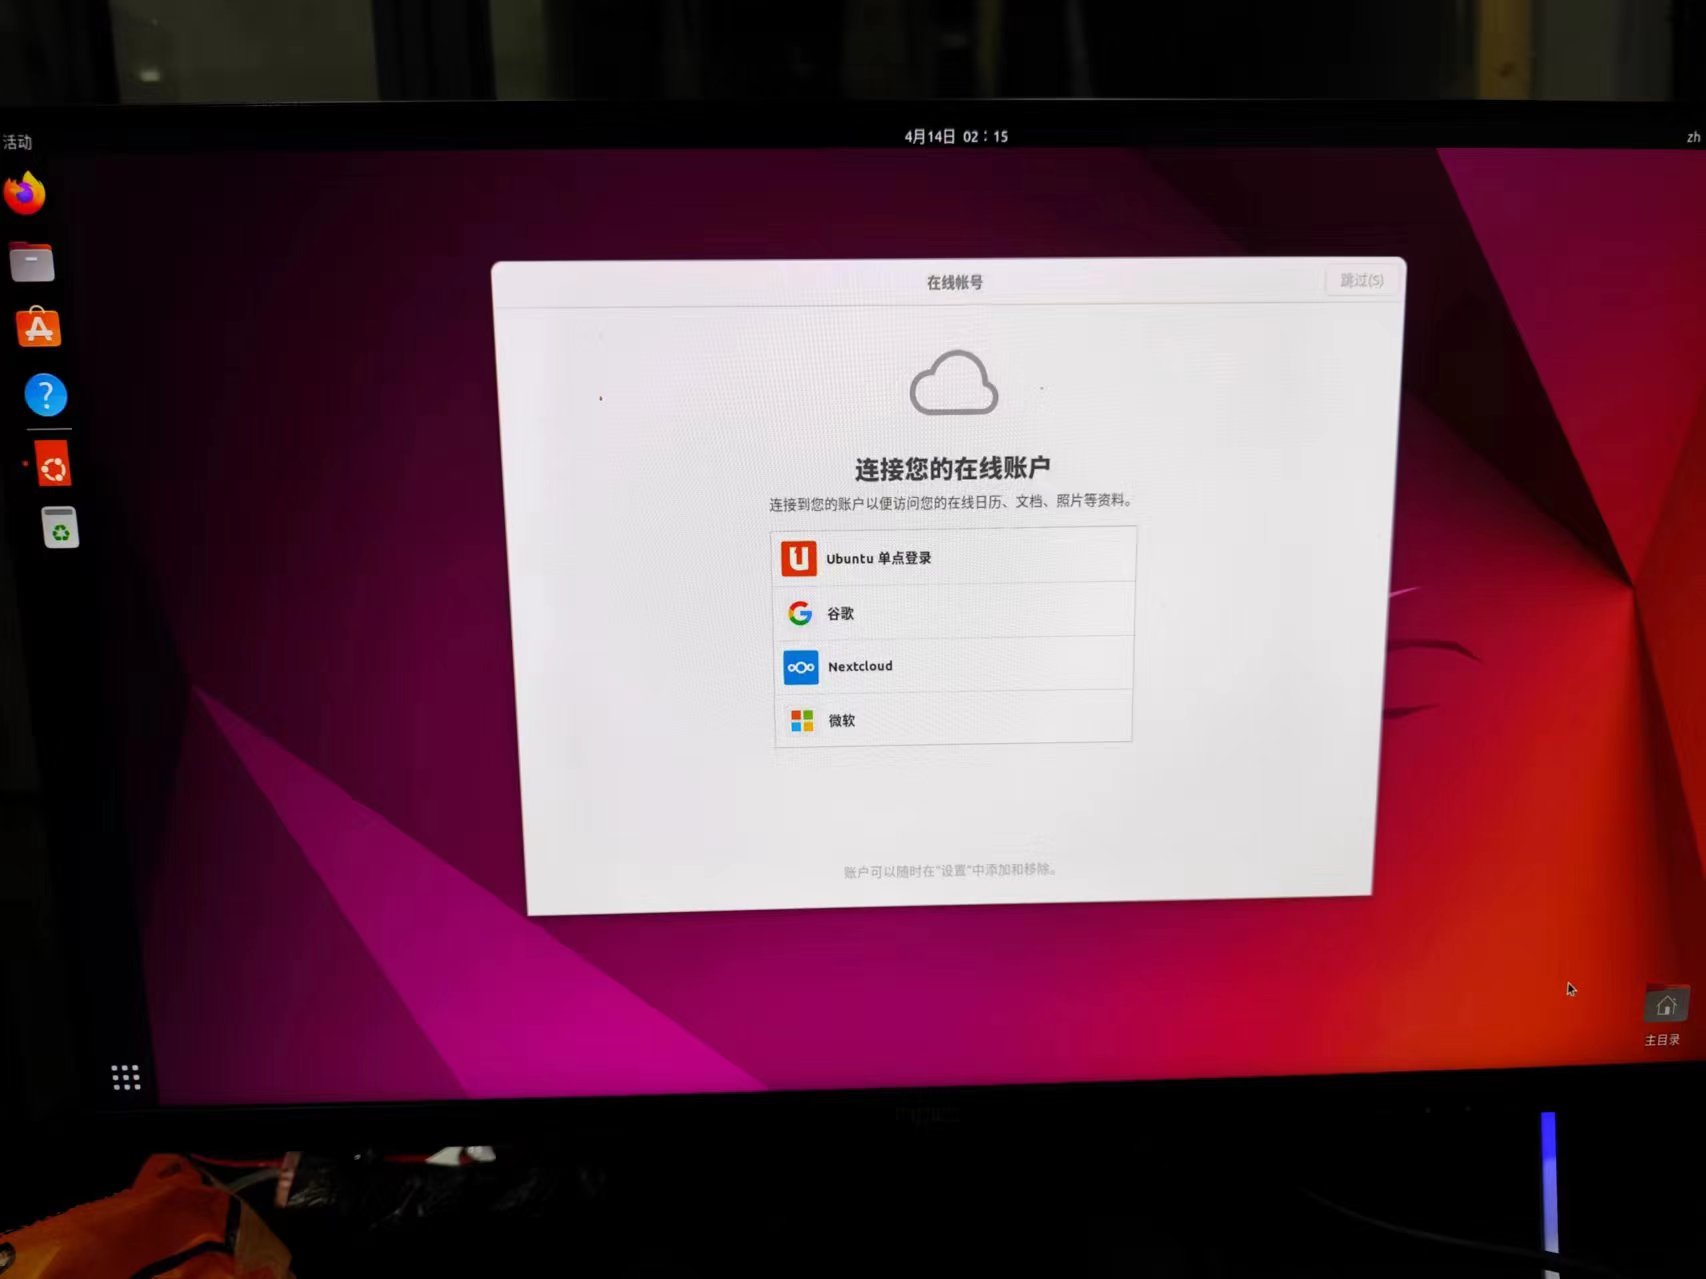 活动
4月14日 02：15
zh
在线帐号
跳过(S)
连接您的在线账户
连接到您的账户以便访问您的在线日历、文档、照片等资料。
Ubuntu 单点登录
谷歌
Nextcloud
微软
账户可以随时在"设置"中添加和移除。
主目录